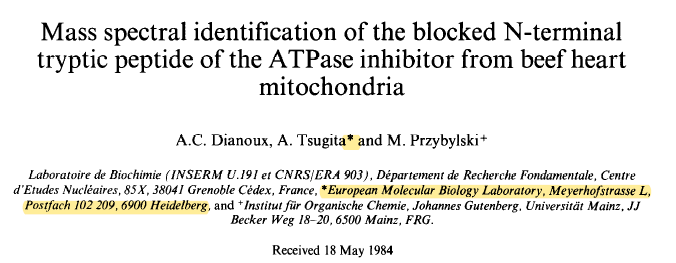 Mass spectral identification of the blocked N-terminal
tryptic peptide of the ATPase inhibitor from beef heart
mitochondria
A.C. Dianoux, A. Tsugita* and M. Przybylski+
Laboratoire de Biochimie (INSERM U.191 et CNRS/ERA 903), Département de Recherche Fondamentale, Centre
d'Etudes Nucléaires, 85X, 38041 Grenoble Cédex, France, *European Molecular Biology Laboratory, Meyerhofstrasse L,
Postfach 102 209, 6900 Heidelberg, and +Institut für Organische Chemie, Johannes Gutenberg, Universität Mainz, JJ
Becker Weg 18–20, 6500 Mainz, FRG.
Received 18 May 1984